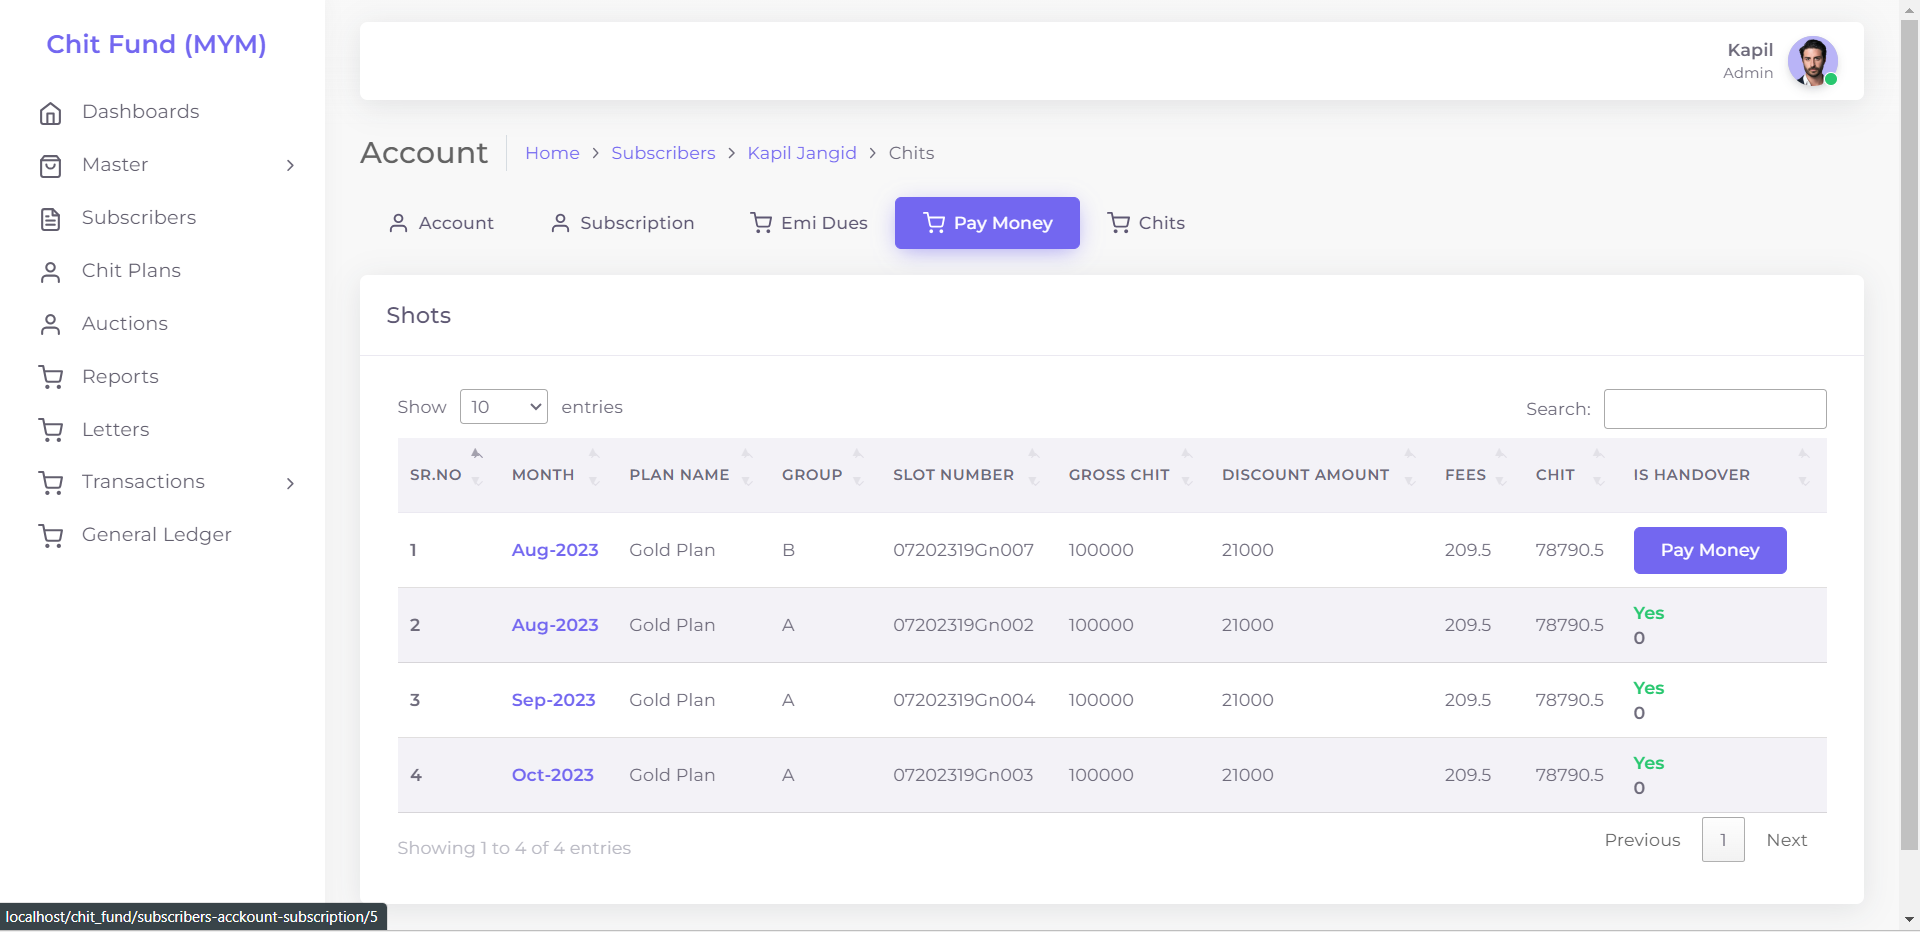 Chit Fund (MYM)
Dashboards
Master
Subscribers
Chit Plans
Auctions
Reports
Letters
Transactions
General Ledger
Kapil
Admin
Account
Home > Subscribers > Kapil Jangid > Chits
Account Subscription Emi Dues Pay Money Chits
Shots
Show 10 entries
Search:
SR.NO MONTH PLAN NAME GROUP SLOT NUMBER GROSS CHIT DISCOUNT AMOUNT FEES CHIT IS HANDOVER
1 Aug-2023 Gold Plan B 07202319Gn007 100000 21000 209.5 78790.5 Pay Money
2 Aug-2023 Gold Plan A 07202319Gn002 100000 21000 209.5 78790.5 Yes
0
3 Sep-2023 Gold Plan A 07202319Gn004 100000 21000 209.5 78790.5 Yes
0
4 Oct-2023 Gold Plan A 07202319Gn003 100000 21000 209.5 78790.5 Yes
0
Showing 1 to 4 of 4 entries
Previous 1 Next
localhost/chit_fund/subscribers-acckount-subscription/5